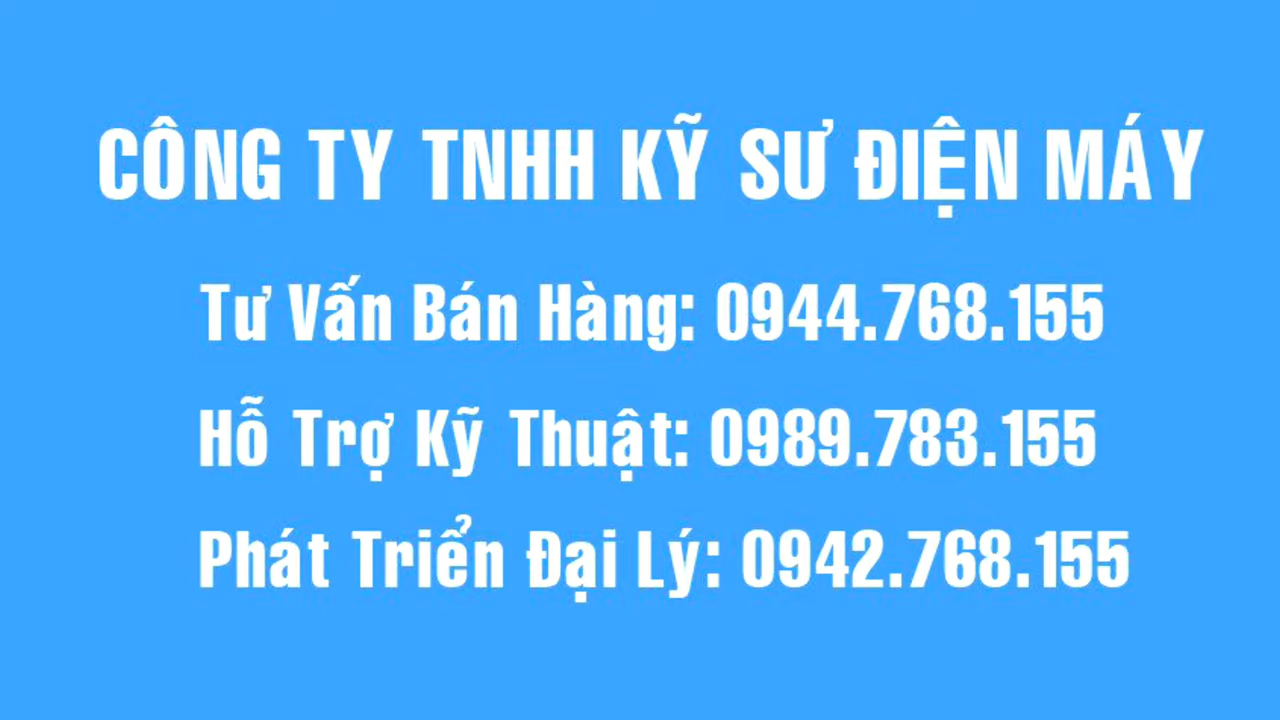 CÔNG TY TNHH KỸ SƯ ĐIỆN MÁY
Tư Vấn Bán Hàng: 0944.768.155
Hỗ Trợ Kỹ Thuật: 0989.783.155
Phát Triển Đại Lý: 0942.768.155